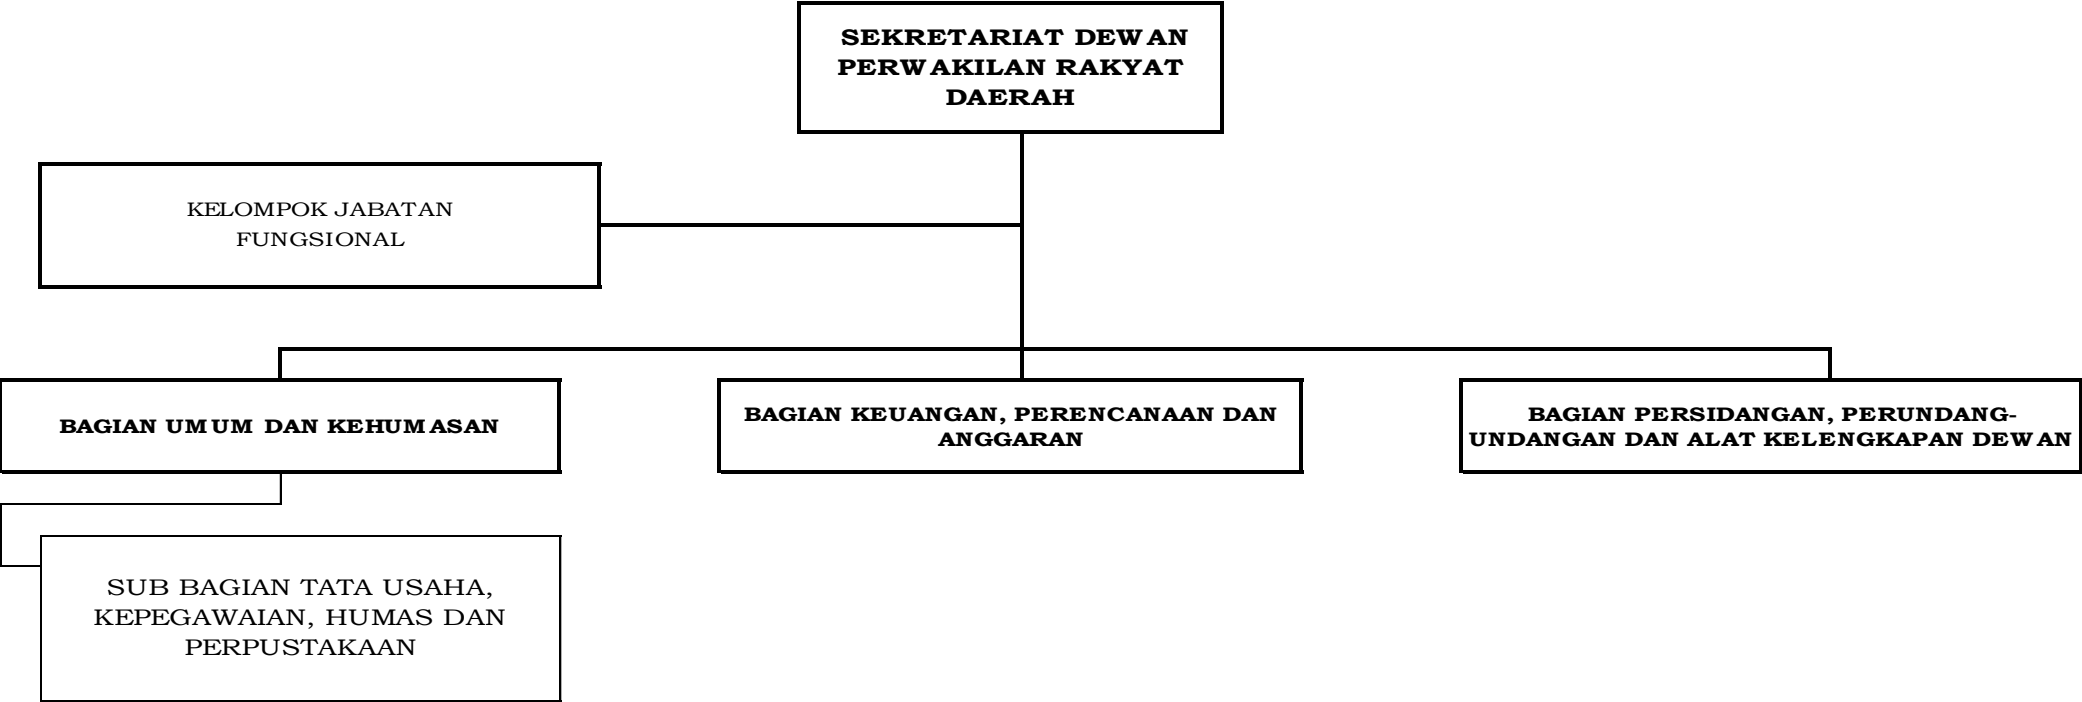 SEKRETARIAT DEWAN
PERWAKILAN RAKYAT
DAERAH
KELOMPOK JABATAN
FUNGSIONAL
BAGIAN UMUM DAN KEHUMASAN
BAGIAN KEUANGAN, PERENCANAAN DAN
ANGGARAN
BAGIAN PERSIDANGAN, PERUNDANG-
UNDANGAN DAN ALAT KELENGKAPAN DEWAN
SUB BAGIAN TATA USAHA,
KEPEGAWAIAN, HUMAS DAN
PERPUSTAKAAN